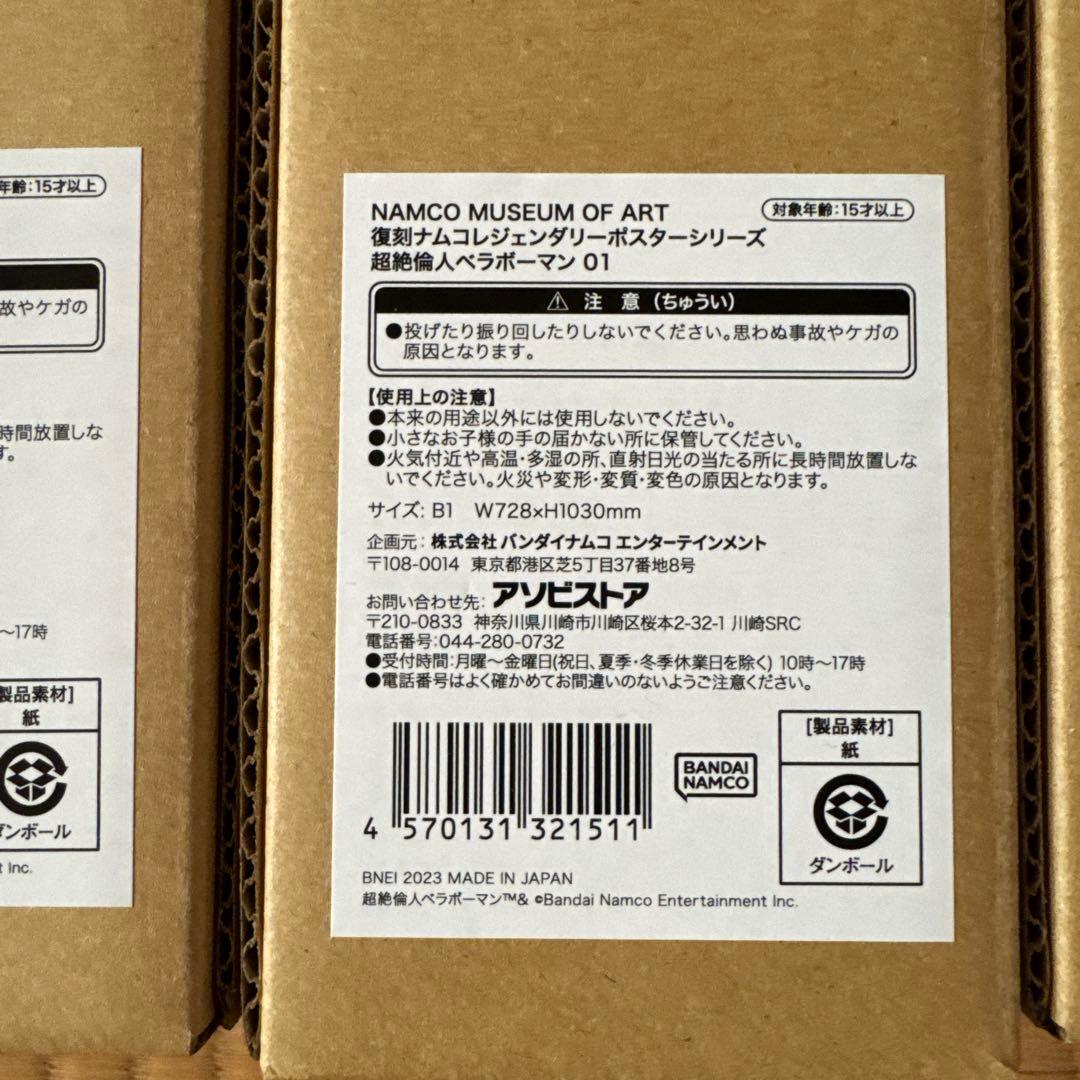 年齢:15才以上
故やケガの
時間放置しな
す。
〜17時
製品素材]
紙
ダンボール
t Inc.
NAMCO MUSEUM OF ART
対象年齢:15才以上
復刻ナムコレジェンダリーポスターシリーズ
超絶倫人ベラボーマン 01
⚠ 注 意 (ちゅうい)
●投げたり振り回したりしないでください。思わぬ事故やケガの
原因となります。
【使用上の注意】
●本来の用途以外には使用しないでください。
●小さなお子様の手の届かない所に保管してください。
●火気付近や高温・多湿の所、直射日光の当たる所に長時間放置しな
いでください。火災や変形・変質・変色の原因となります。
サイズ: B1 W728×H1030mm
企画元: 株式会社 バンダイナムコ エンターテインメント
〒108-0014 東京都港区芝5丁目37番地8号
お問い合わせ先: アソビストア
〒210-0833 神奈川県川崎市川崎区桜本2-32-1 川崎SRC
電話番号:044-280-0732
●受付時間:月曜〜金曜日(祝日、夏季・冬季休業日を除く) 10時〜17時
●電話番号はよく確かめてお間違いのないようご注意ください。
4 570131 321511
BANDAI
NAMCO
[製品素材]
紙
ダンボール
BNEI 2023 MADE IN JAPAN
超絶倫人ベラボーマン™& ©Bandai Namco Entertainment Inc.